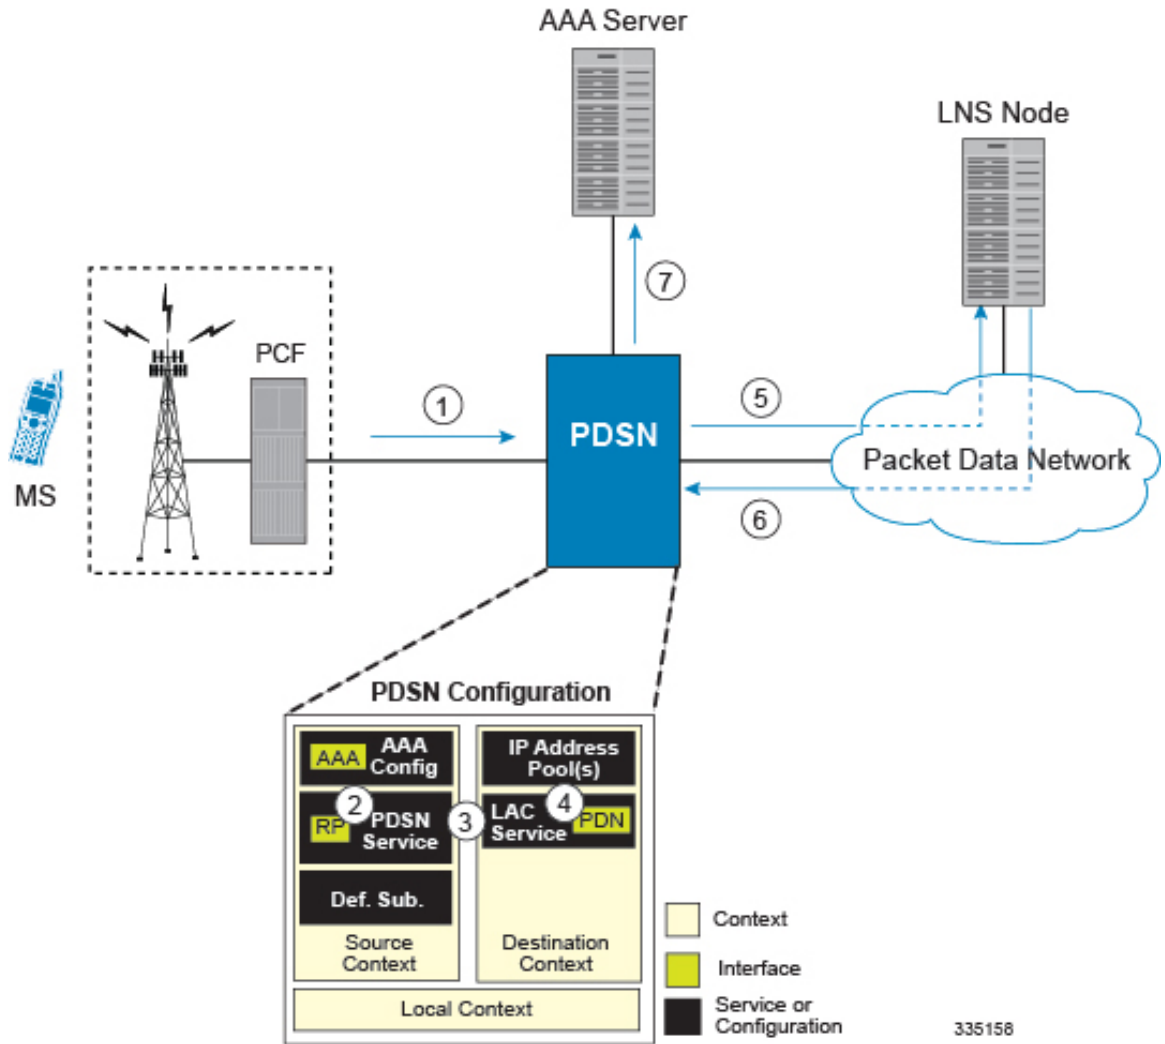 AAA Server
LNS Node
7
PCF
1
5
PDSN
MS
Packet Data Network
6
PDSN Configuration
AAA
AAA
Config
2
RP
PDSN
Service
Def. Sub.
Source
Context
3
IP Address
Pool(s)
4
LAC
Service
PDN
Destination
Context
Local Context
Context
Interface
Service or
Configuration
335158